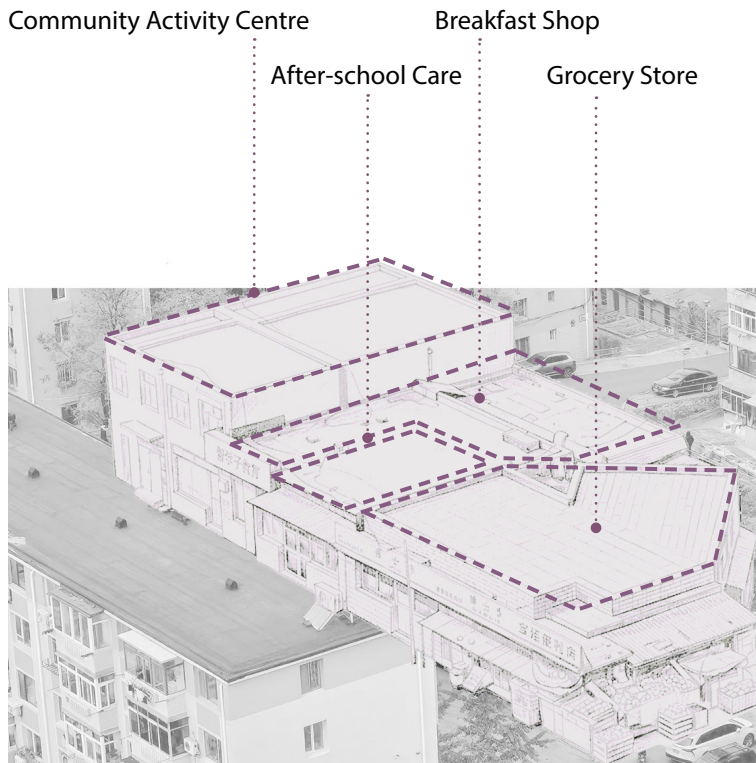 Community Activity Centre
Breakfast Shop
After-school Care
Grocery Store